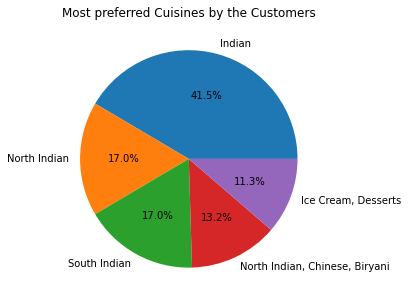 Most preferred Cuisines by the Customers
Indian
41.5%
North Indian
17.0%
11.3%
Ice Cream, Desserts
17.0%
13.2%
South Indian
North Indian, Chinese, Biryani